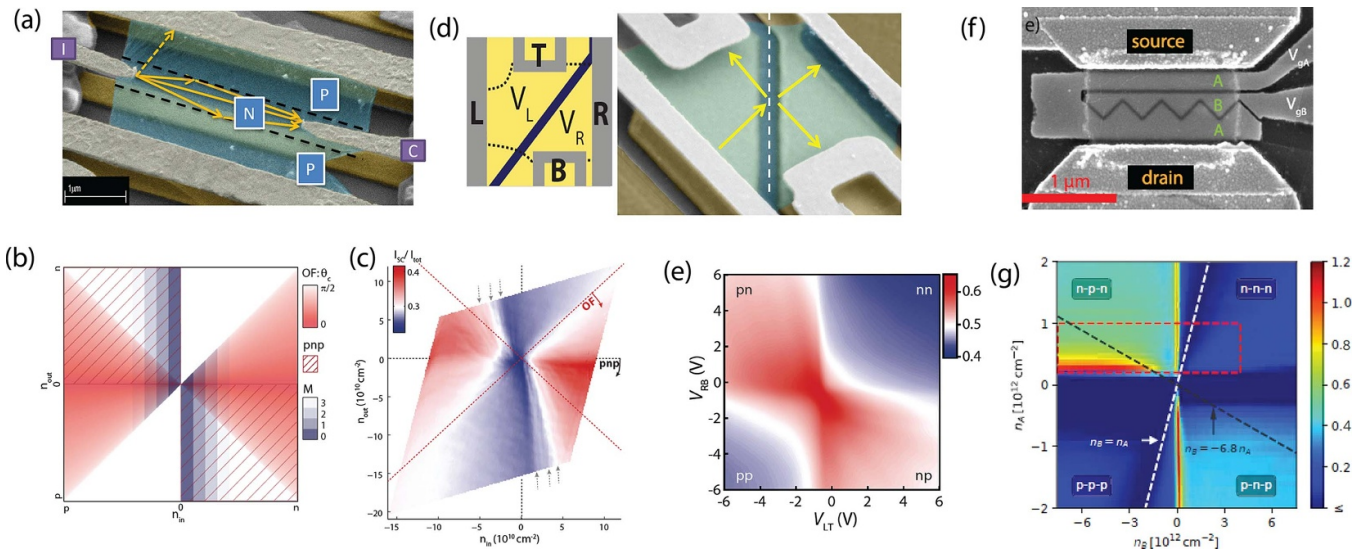 (a)
I
N
P
P
C
1μm
(d)
T
L
V_L
V_R
R
B
(f)
e)
source
V_gA
A
B
V_gB
A
drain
1 μm
(b)
n
n_out
0
p
p
0
n
n_in
OF:θ_c
π/2
0
pnp
M
3
2
1
0
(c)
I_SC / I_tot
0.4
0.3
OF
pnp
n_out (10^10 cm^-2)
10
5
0
-5
-10
-15
-20
-15
-10
-5
0
5
10
n_in (10^10 cm^-2)
(e)
6
4
2
0
-2
-4
-6
V_RB (V)
pn
nn
pp
np
-6
-4
-2
0
2
4
6
V_LT (V)
0.6
0.5
0.4
(g)
2
1
0
−1
−2
n_A [10^12 cm^-2]
n-p-n
n-n-n
p-p-p
p-n-p
n_B = n_A
n_B = −6.8 n_A
−6
−3
0
3
6
n_B [10^12 cm^-2]
1.2
1.0
0.8
0.6
0.4
0.2
≤